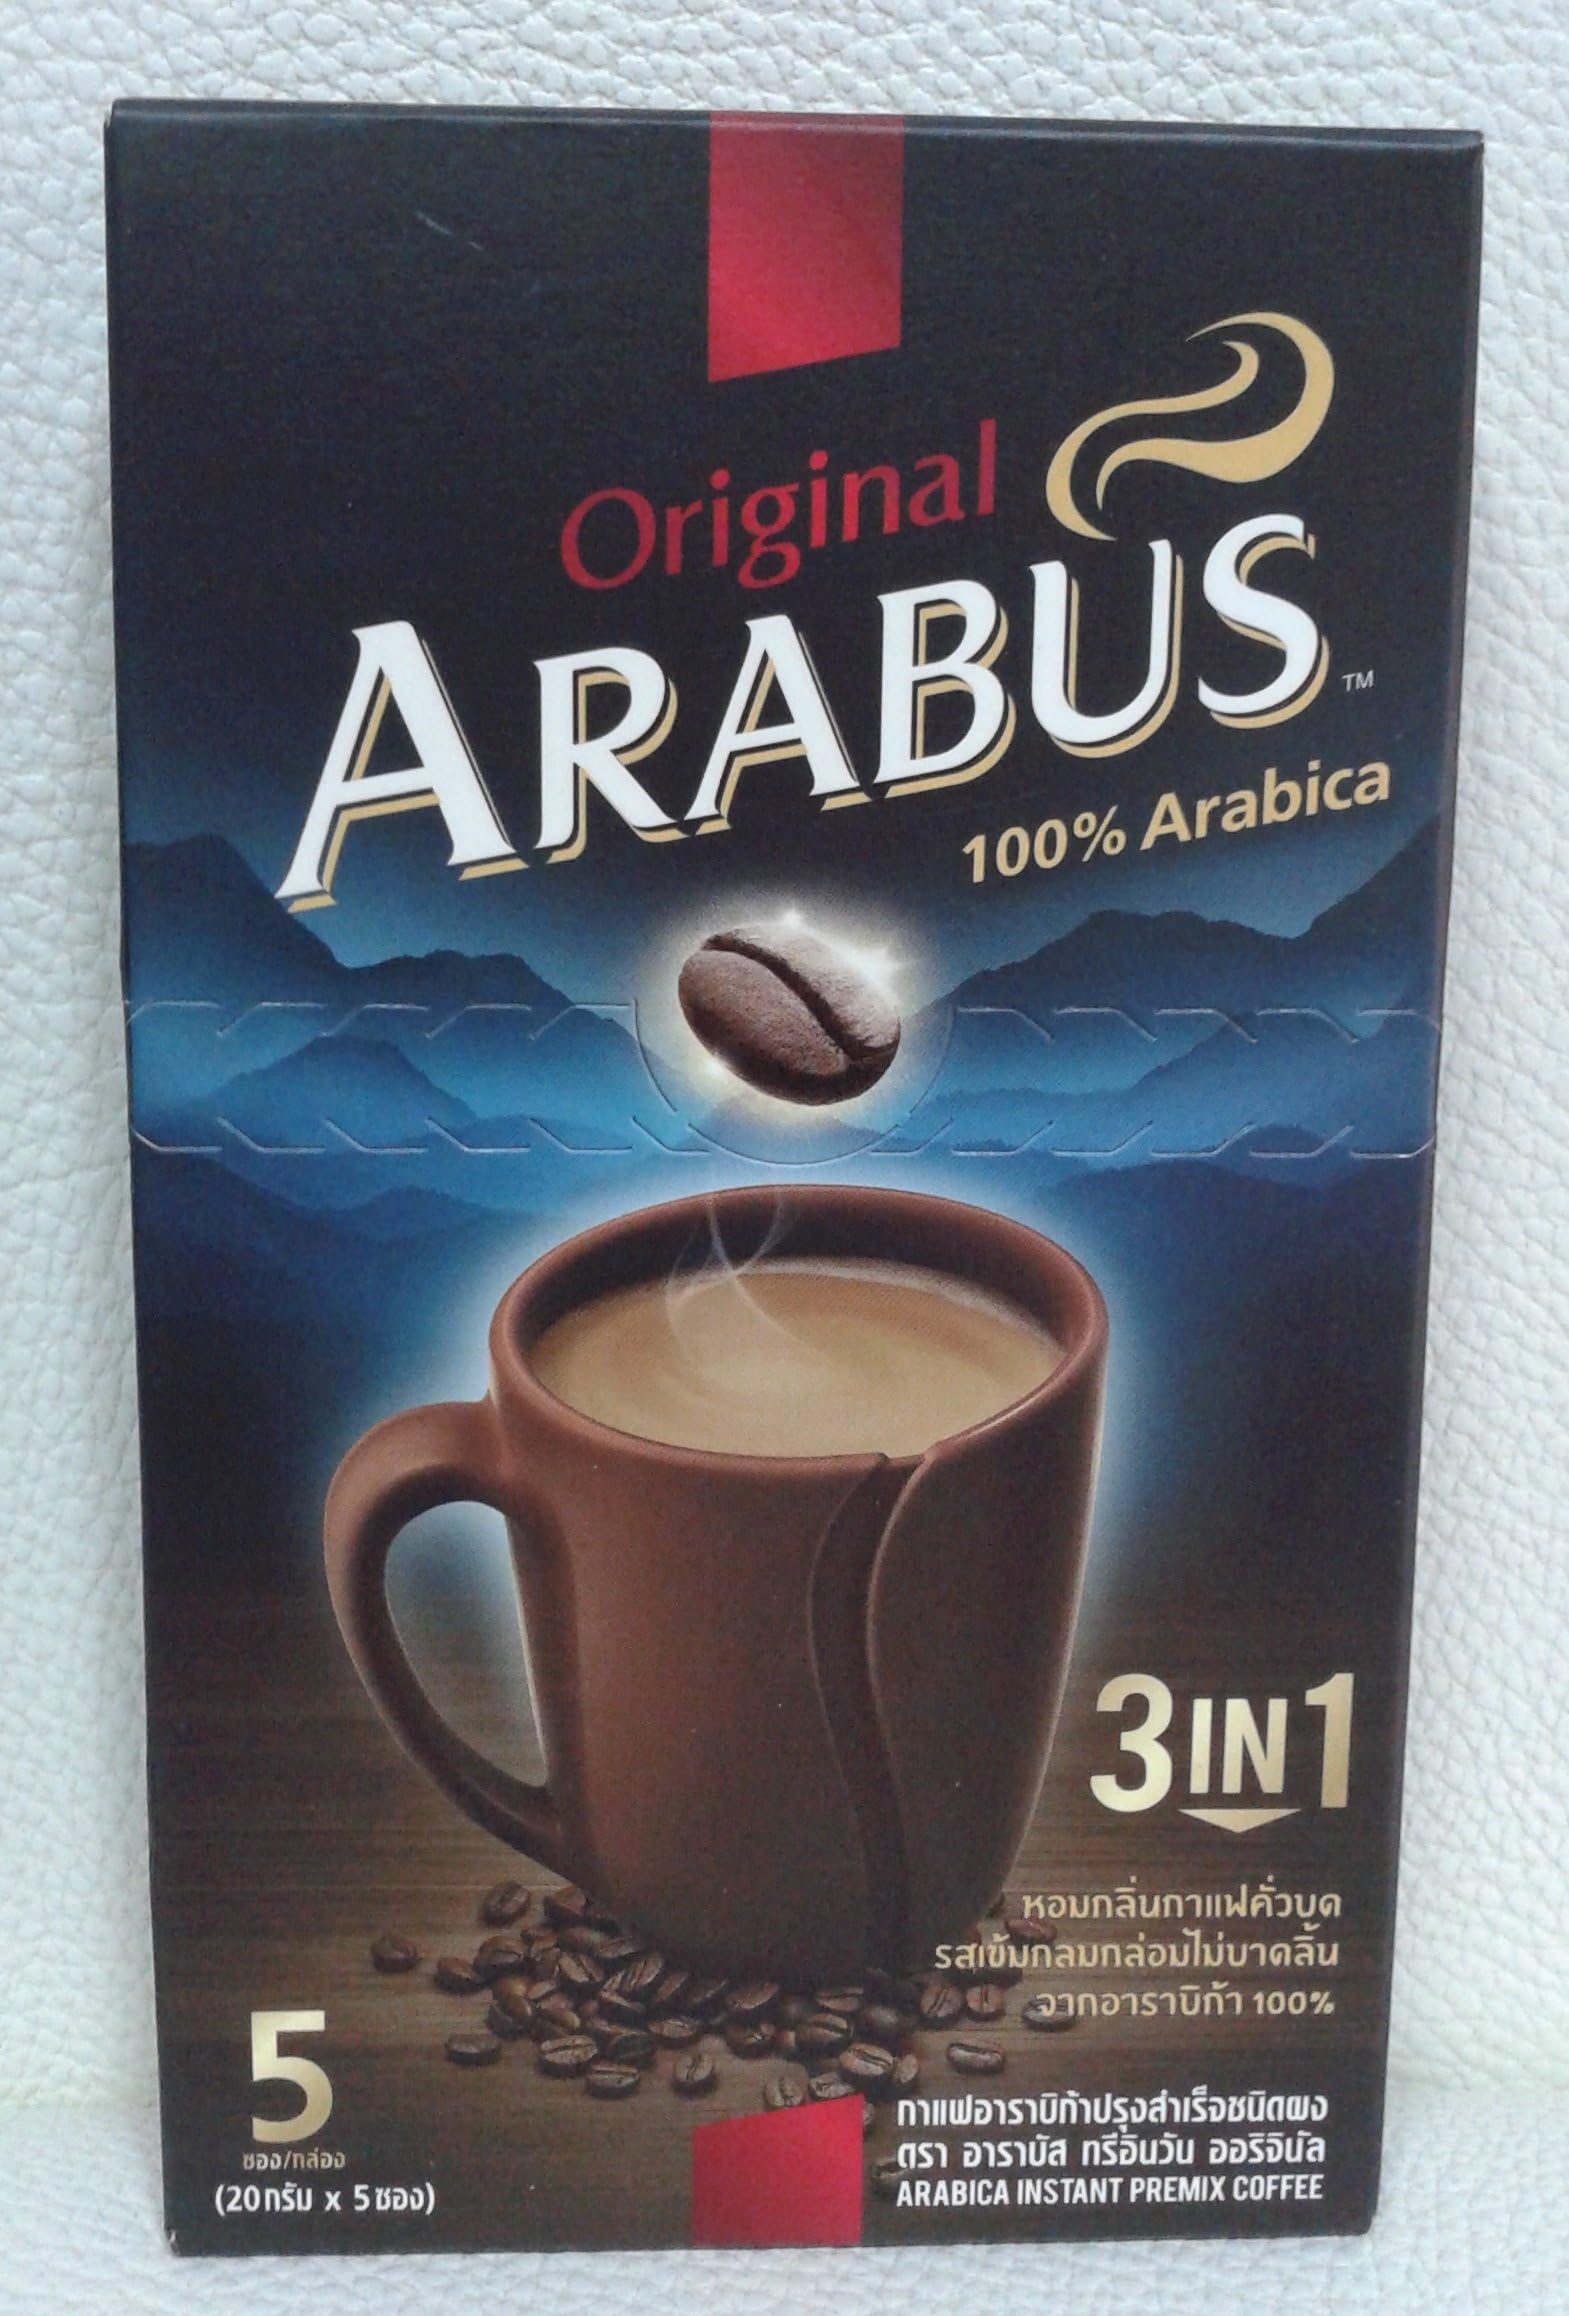 Original
ARABUS™
100% Arabica
3 IN 1
หอมกลิ่นกาแฟคั่วบด
รสเข้มกลมกล่อมไม่บาดลิ้น
จากอาราบิก้า 100%
5
ซอง/กล่อง
(20กรัม x 5ซอง)
กาแฟอาราบิก้าปรุงสำเร็จชนิดผง
ตรา อาราบัส ทรีอินวัน ออริจินัล
ARABICA INSTANT PREMIX COFFEE